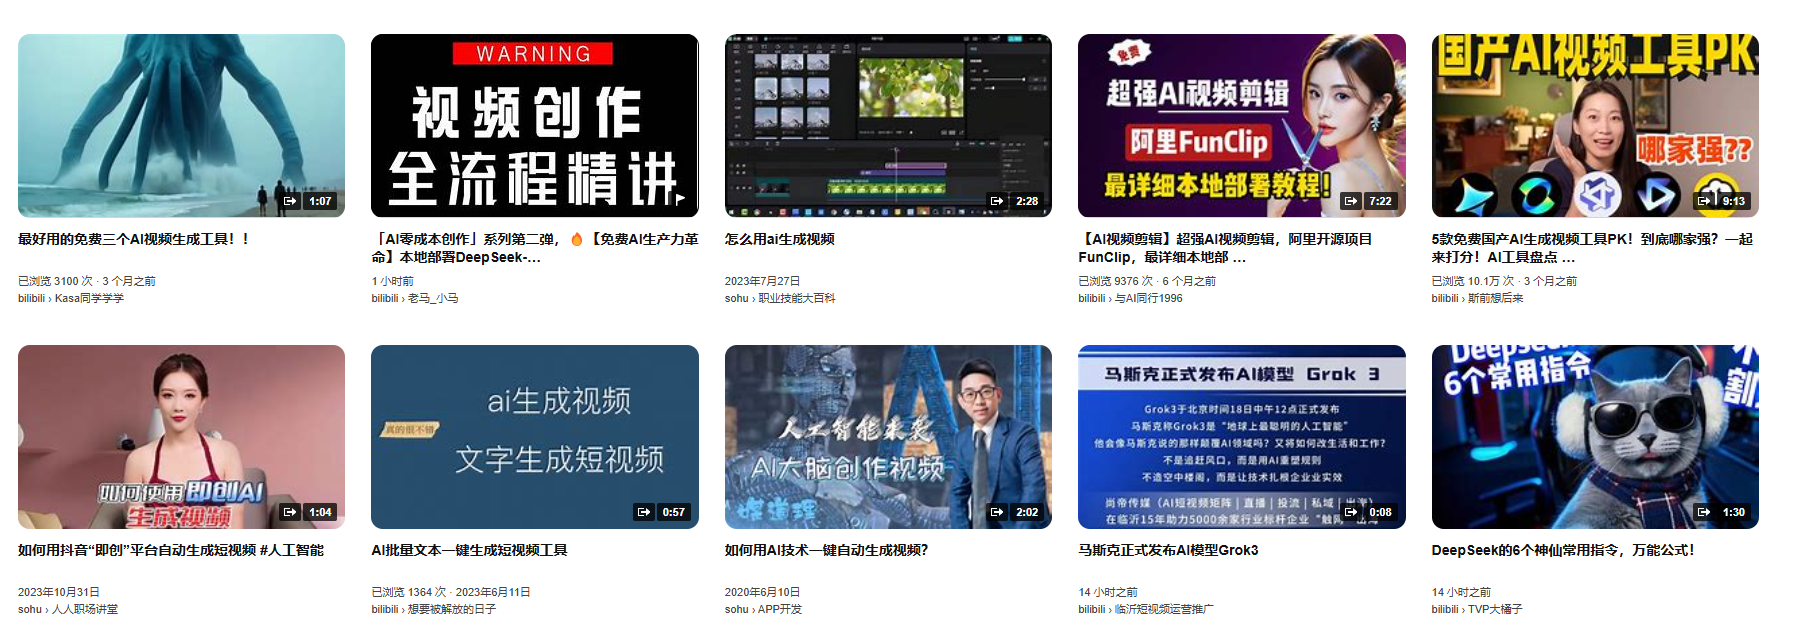 1:07
WARNING
视频创作
全流程精讲
2:28
免费
超强AI视频剪辑
阿里FunClip
最详细本地部署教程!
7:22
国产AI视频工具PK
哪家强??
9:13
最好用的免费三个AI视频生成工具！！
「AI零成本创作」系列第二弹，🔥【免费AI生产力革
命】本地部署DeepSeek-...
怎么用ai生成视频
【AI视频剪辑】超强AI视频剪辑，阿里开源项目
FunClip，最详细本地部 ...
5款免费国产AI生成视频工具PK！到底哪家强？一起
来打分！AI工具盘点 ...
已浏览 3100 次 · 3 个月之前
bilibili › Kasa同学学学
1 小时前
bilibili › 老马_小马
2023年7月27日
sohu › 职业技能大百科
已浏览 9376 次 · 6 个月之前
bilibili › 与AI同行1996
已浏览 10.1万 次 · 3 个月之前
bilibili › 斯前想后来
如何使用即创AI
生成视频
1:04
ai生成视频
真的很不错
文字生成短视频
0:57
人工智能来袭
AI大脑创作视频
媒道理
2:02
马斯克正式发布AI模型 Grok 3
Grok3于北京时间18日中午12点正式发布
马斯克称Grok3是“地球上最聪明的人工智能”
他会像马斯克说的那样颠覆AI领域吗？又将如何改生活和工作？
不是追赶风口，而是用AI重塑规则
不造空中楼阁，而是让技术扎根企业业实效
尚帝传媒（AI短视频矩阵 | 直播 | 投流 | 私域 | 出海）
在临沂15年助力5000余家行业标杆企业“触网”出海
0:08
DeepSeek
6个常用指令
1:30
如何用抖音“即创”平台自动生成短视频 #人工智能
AI批量文本一键生成短视频工具
如何用AI技术一键自动生成视频？
马斯克正式发布AI模型Grok3
DeepSeek的6个神仙常用指令，万能公式！
2023年10月31日
sohu › 人人职场讲堂
已浏览 1364 次 · 2023年6月11日
bilibili › 想要被解放的日子
2020年6月10日
sohu › APP开发
14 小时之前
bilibili › 临沂短视频运营推广
14 小时之前
bilibili › TVP大橘子